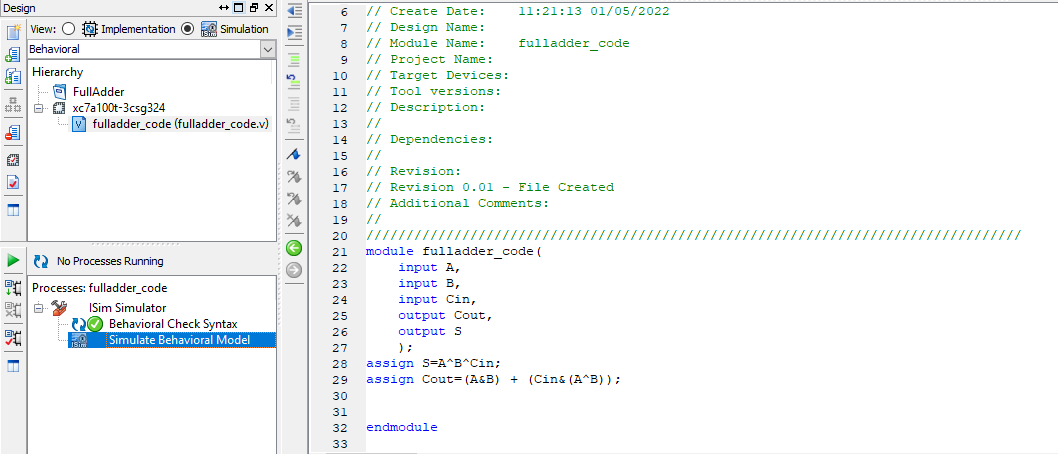 Design
View: Implementation Simulation
Behavioral
Hierarchy
FullAdder
xc7a100t-3csg324
V fulladder_code (fulladder_code.v)
No Processes Running
Processes: fulladder_code
ISim Simulator
Behavioral Check Syntax
ISim Simulate Behavioral Model
6 // Create Date:    11:21:13 01/05/2022
7 // Design Name:
8 // Module Name:    fulladder_code
9 // Project Name:
10 // Target Devices:
11 // Tool versions:
12 // Description:
13 //
14 // Dependencies:
15 //
16 // Revision:
17 // Revision 0.01 - File Created
18 // Additional Comments:
19 //
20 //////////////////////////////////////////////////////////////////////////////////
21 module fulladder_code(
22     input A,
23     input B,
24     input Cin,
25     output Cout,
26     output S
27     );
28 assign S=A^B^Cin;
29 assign Cout=(A&B) + (Cin&(A^B));
30
31
32 endmodule
33